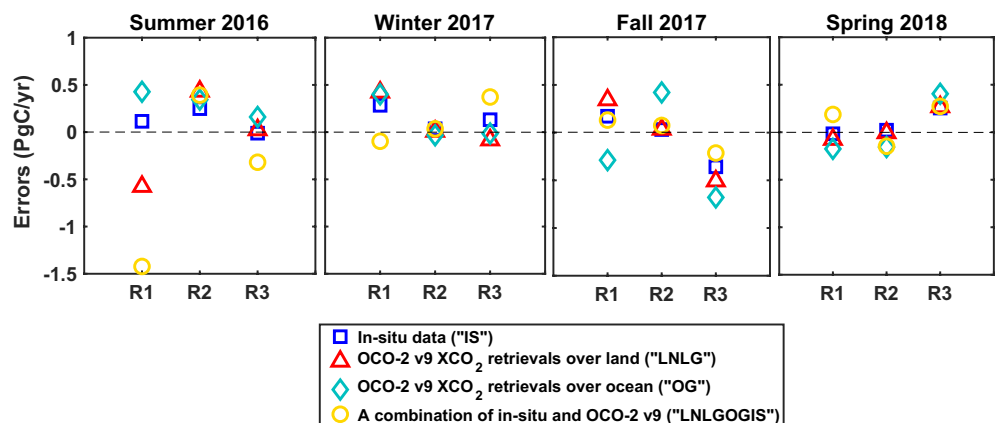 Summer 2016 Winter 2017 Fall 2017 Spring 2018
Errors (PgC/yr)
1
0.5
0
-0.5
-1
-1.5
R1 R2 R3 R1 R2 R3 R1 R2 R3 R1 R2 R3
In-situ data ("IS")
OCO-2 v9 XCO2 retrievals over land ("LNLG")
OCO-2 v9 XCO2 retrievals over ocean ("OG")
A combination of in-situ and OCO-2 v9 ("LNLGOGIS")